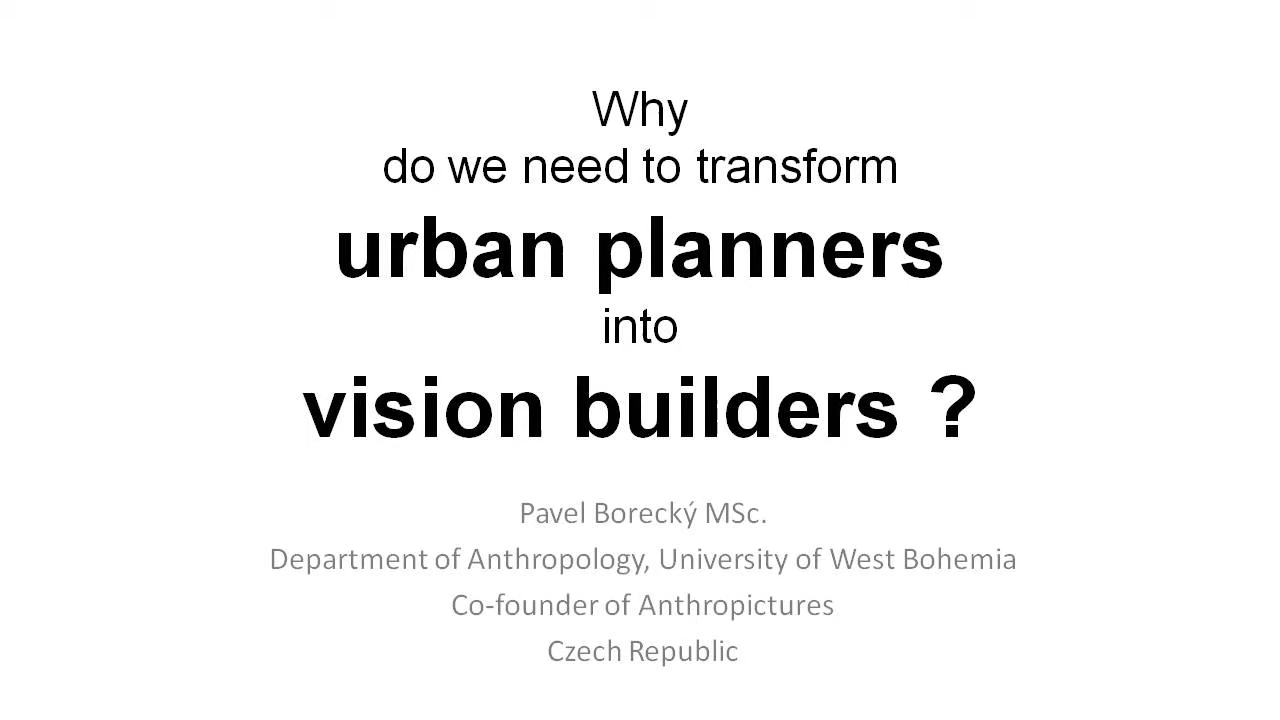 Why
do we need to transform
urban planners
into
vision builders ?
Pavel Borecký MSc.
Department of Anthropology, University of West Bohemia
Co-founder of Anthropictures
Czech Republic